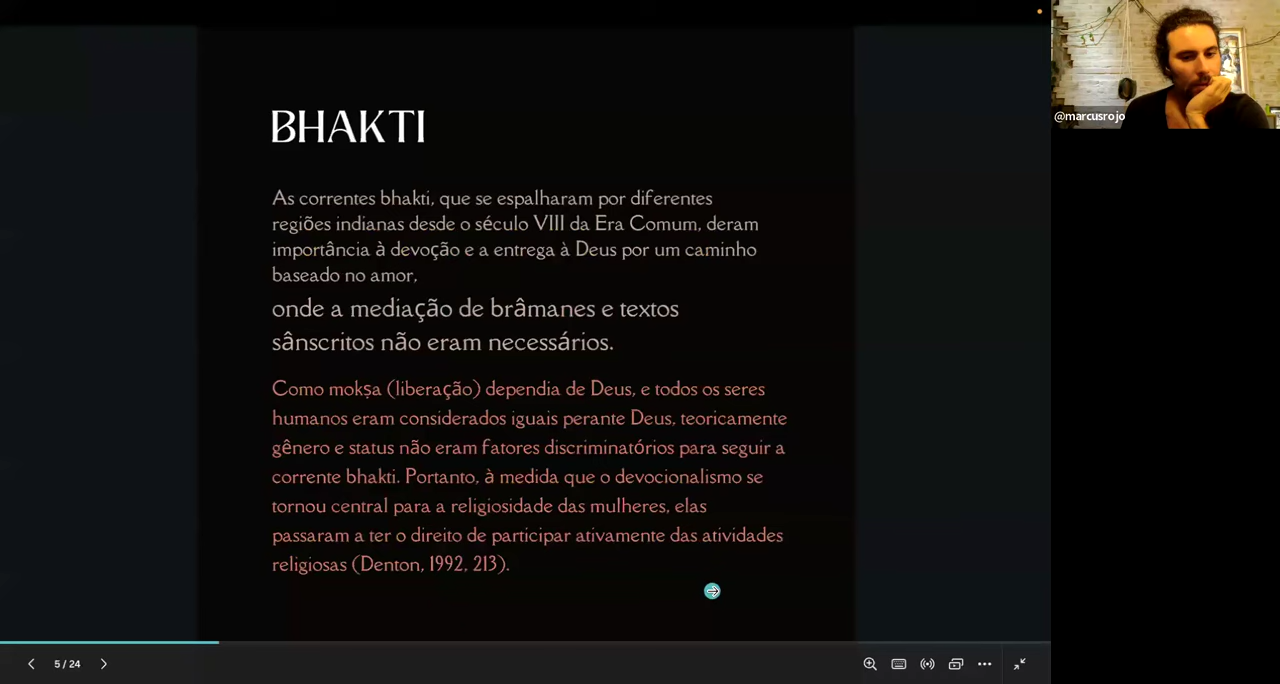 BHAKTI
As correntes bhakti, que se espalharam por diferentes
regiões indianas desde o século VIII da Era Comum, deram
importância à devoção e a entrega à Deus por um caminho
baseado no amor,
onde a mediação de brâmanes e textos
sânscritos não eram necessários.
Como mokṣa (liberação) dependia de Deus, e todos os seres
humanos eram considerados iguais perante Deus, teoricamente
gênero e status não eram fatores discriminatórios para seguir a
corrente bhakti. Portanto, à medida que o devocionalismo se
tornou central para a religiosidade das mulheres, elas
passaram a ter o direito de participar ativamente das atividades
religiosas (Denton, 1992, 213).
5 / 24
@marcusrojo